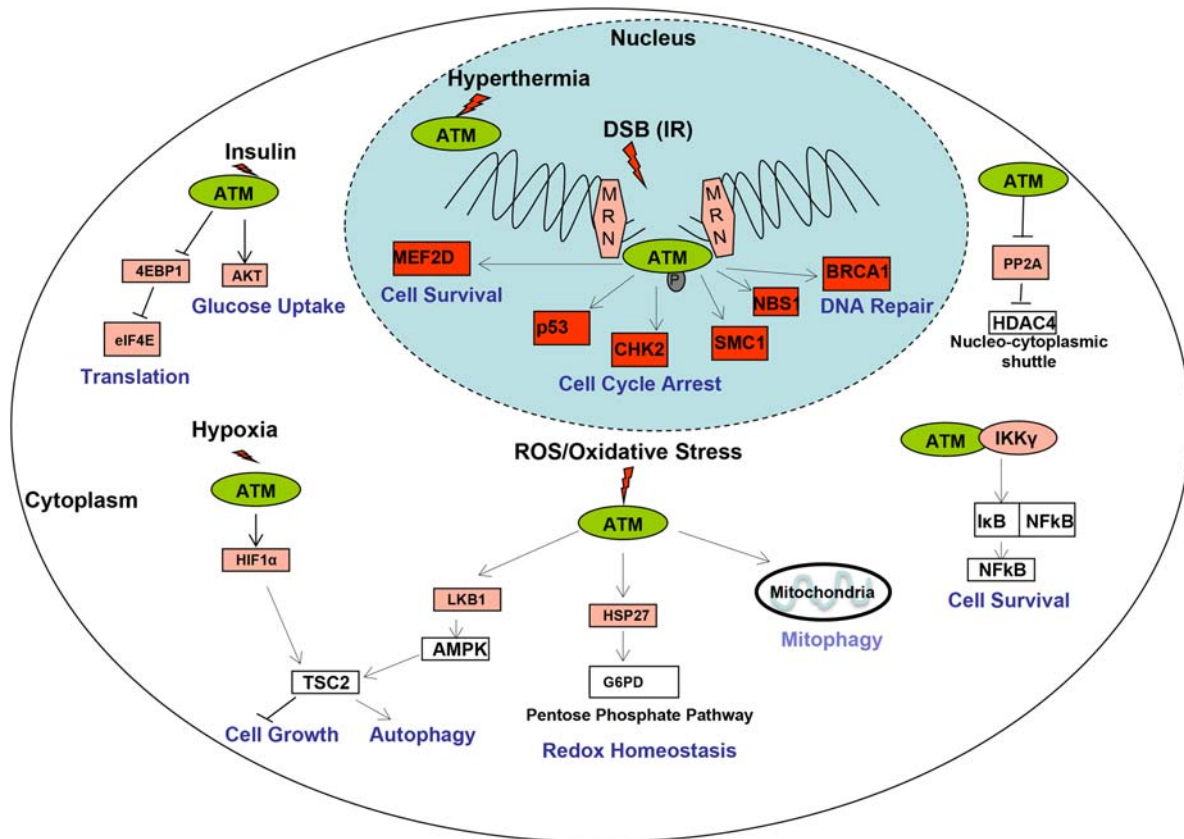 Nucleus
Hyperthermia
ATM
DSB (IR)
M
R
N
M
R
N
ATM
P
MEF2D
Cell Survival
p53
CHK2
SMC1
NBS1
BRCA1
DNA Repair
Cell Cycle Arrest
Insulin
ATM
4EBP1
AKT
Glucose Uptake
eIF4E
Translation
ATM
PP2A
HDAC4
Nucleo-cytoplasmic
shuttle
Cytoplasm
Hypoxia
ATM
HIF1α
ROS/Oxidative Stress
ATM
LKB1
AMPK
TSC2
Cell Growth
Autophagy
HSP27
G6PD
Pentose Phosphate Pathway
Redox Homeostasis
Mitochondria
Mitophagy
ATM
IKKγ
IκB
NFkB
NFkB
Cell Survival